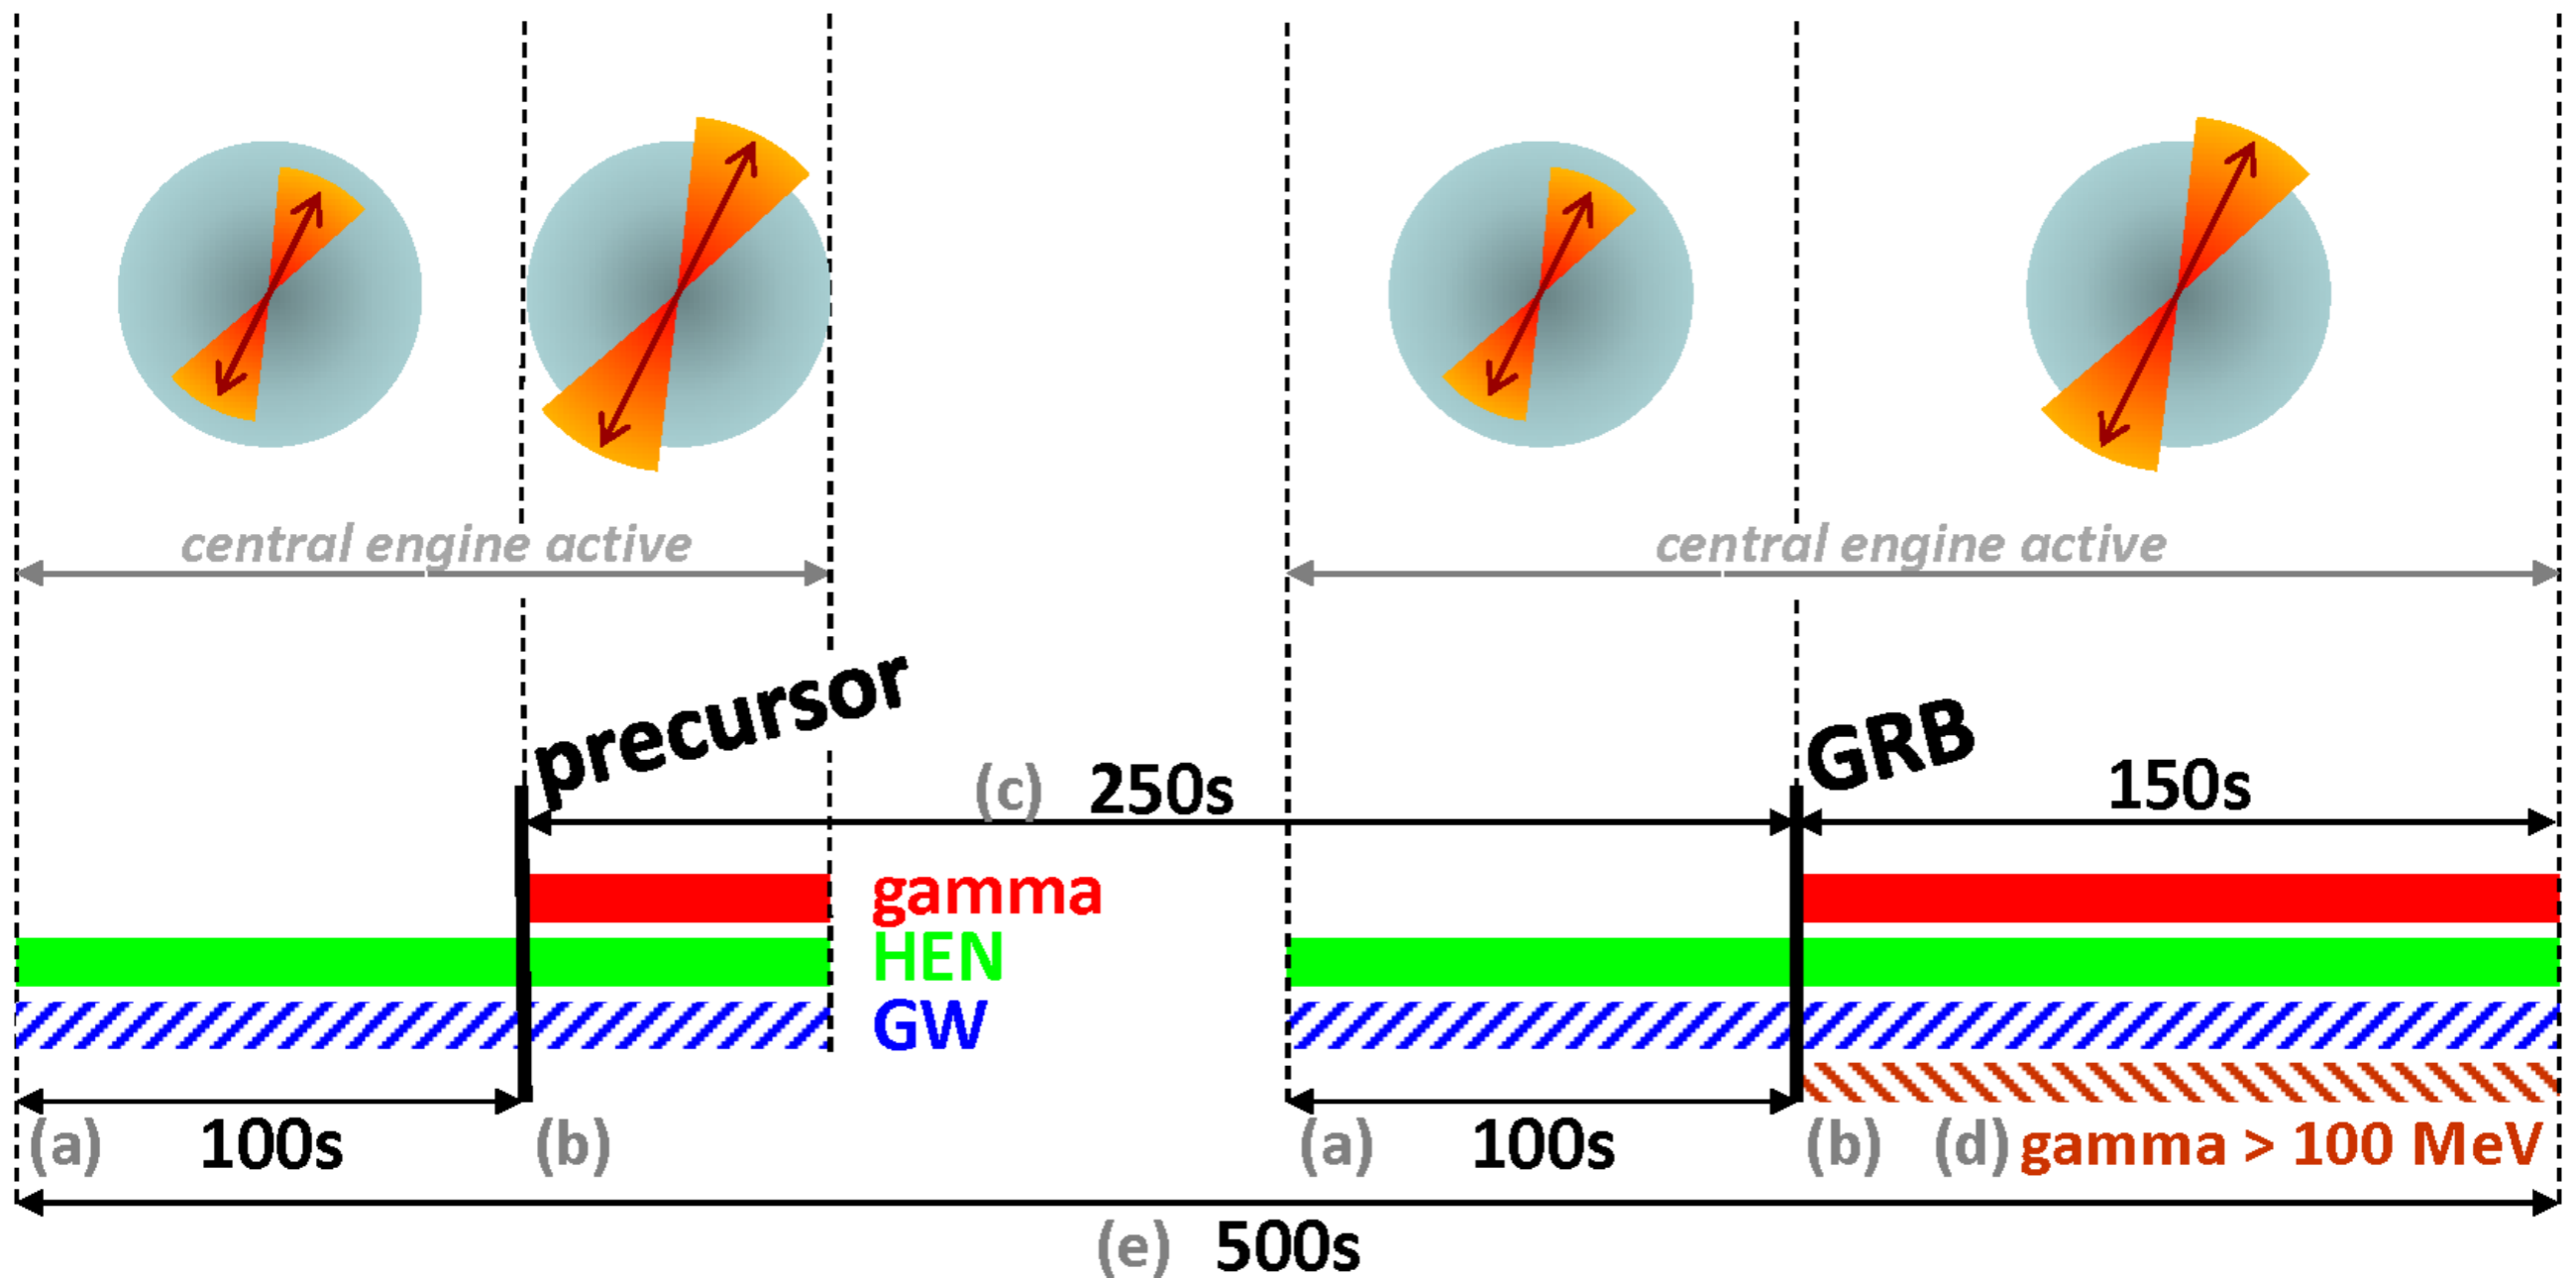 central engine active
central engine active
precursor
GRB
(c) 250s
150s
gamma
HEN
GW
(a) 100s (b)
(a) 100s (b) (d) gamma > 100 MeV
(e) 500s